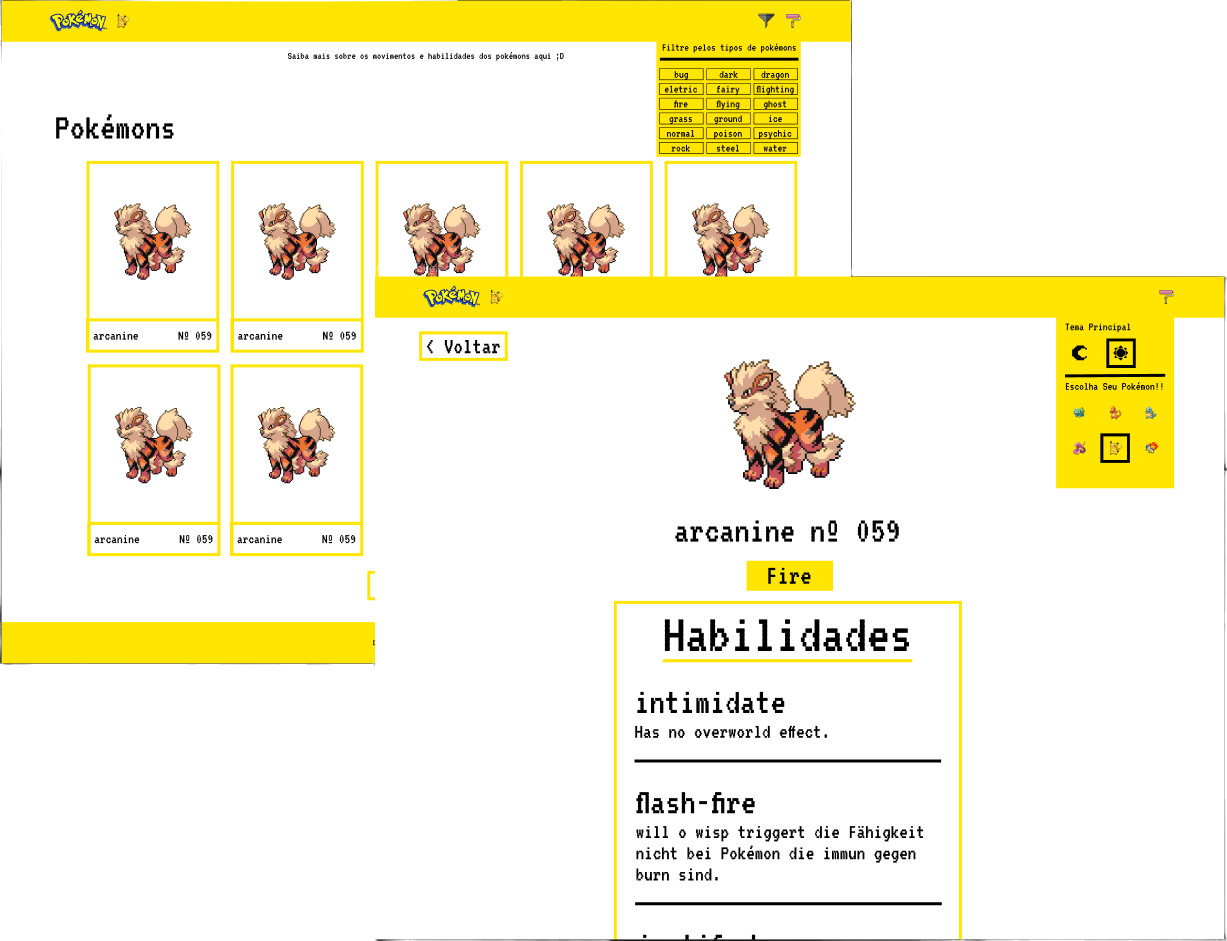 Pokémon
Saiba mais sobre os movimentos e habilidades dos pokémons aqui ;D
Filtre pelos tipos de pokémons
bug dark dragon
eletric fairy flighting
fire flying ghost
grass ground ice
normal poison psychic
rock steel water
Pokémons
arcanine Nº 059
arcanine Nº 059
arcanine Nº 059
arcanine Nº 059
Pokémon
< Voltar
Tema Principal
Escolha Seu Pokémon!!
arcanine nº 059
Fire
Habilidades
intimidate
Has no overworld effect.
flash-fire
will o wisp triggert die Fähigkeit
nicht bei Pokémon die immun gegen
burn sind.